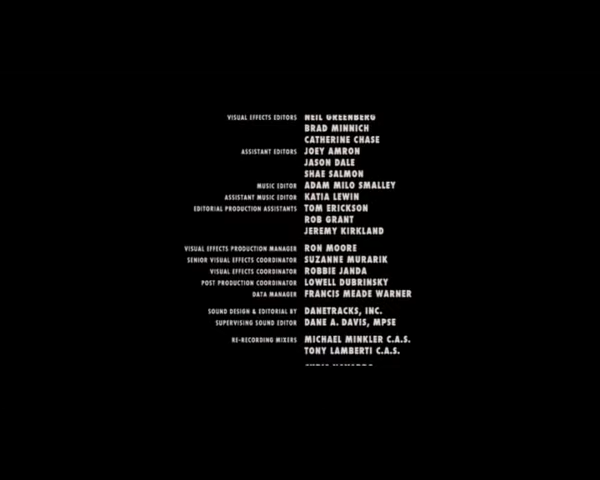 VISUAL EFFECTS EDITORS NEIL GREENBERG
BRAD MINNICH
CATHERINE CHASE
ASSISTANT EDITORS JOEY AMRON
JASON DALE
SHAE SALMON
MUSIC EDITOR ADAM MILO SMALLEY
ASSISTANT MUSIC EDITOR KATIA LEWIN
EDITORIAL PRODUCTION ASSISTANTS TOM ERICKSON
ROB GRANT
JEREMY KIRKLAND
VISUAL EFFECTS PRODUCTION MANAGER RON MOORE
SENIOR VISUAL EFFECTS COORDINATOR SUZANNE MURARIK
VISUAL EFFECTS COORDINATOR ROBBIE JANDA
POST PRODUCTION COORDINATOR LOWELL DUBRINSKY
DATA MANAGER FRANCIS MEADE WARNER
SOUND DESIGN & EDITORIAL BY DANETRACKS, INC.
SUPERVISING SOUND EDITOR DANE A. DAVIS, MPSE
RE-RECORDING MIXERS MICHAEL MINKLER C.A.S.
TONY LAMBERTI C.A.S.